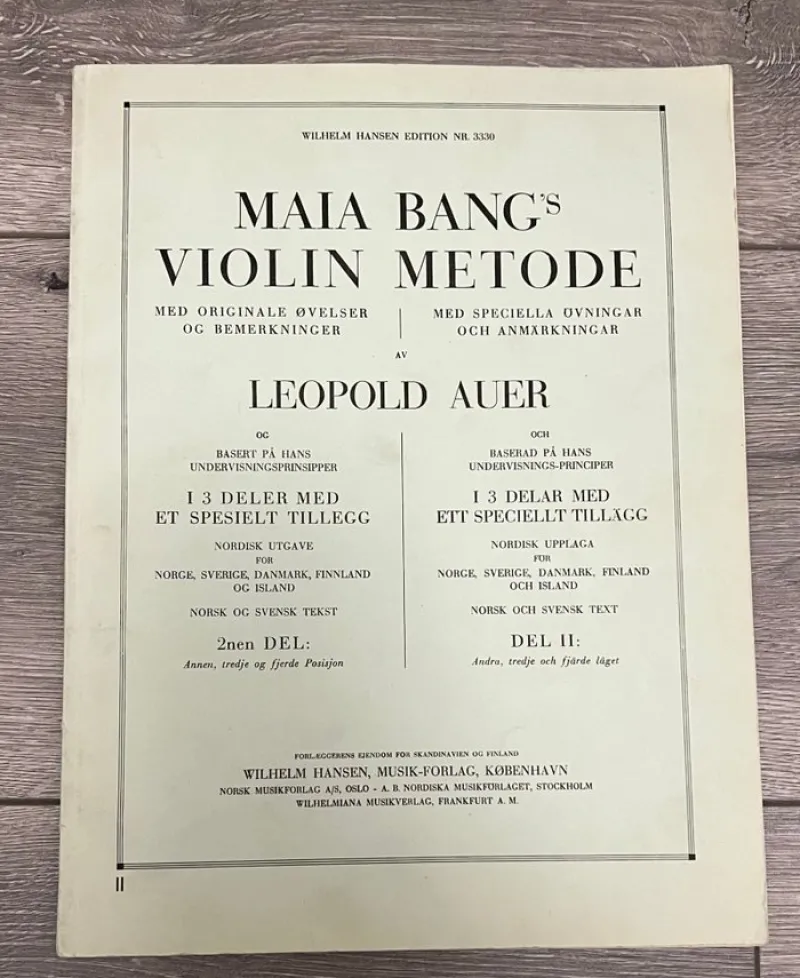 WILHELM HANSEN EDITION NR. 3330
MAIA BANG'S
VIOLIN METODE
MED ORIGINALE ØVELSER
OG BEMERKNINGER
MED SPECIELLA ÖVNINGAR
OCH ANMÄRKNINGAR
AV
LEOPOLD AUER
OG
BASERT PÅ HANS
UNDERVISNINGSPRINSIPPER
I 3 DELER MED
ET SPESIELT TILLEGG
NORDISK UTGAVE
FOR
NORGE, SVERIGE, DANMARK, FINNLAND
OG ISLAND
NORSK OG SVENSK TEKST
2nen DEL:
Annen, tredje og fjerde Posisjon
OCH
BASERAD PÅ HANS
UNDERVISNINGS-PRINCIPER
I 3 DELAR MED
ETT SPECIELLT TILLÄGG
NORDISK UPPLAGA
FÖR
NORGE, SVERIGE, DANMARK, FINLAND
OCH ISLAND
NORSK OCH SVENSK TEXT
DEL II:
Andra, tredje och fjärde läget
FORLÆGGERENS EJENDOM FOR SKANDINAVIEN OG FINLAND
WILHELM HANSEN, MUSIK-FORLAG, KØBENHAVN
NORSK MUSIKFORLAG A/S, OSLO - A. B. NORDISKA MUSIKFÖRLAGET, STOCKHOLM
WILHELMIANA MUSIKVERLAG, FRANKFURT A. M.
II